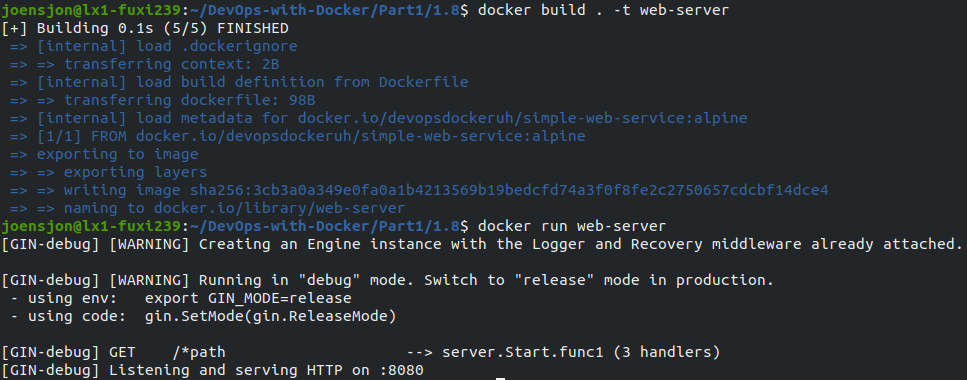 joensjon@lx1-fuxi239:~/DevOps-with-Docker/Part1/1.8$ docker build . -t web-server
[+] Building 0.1s (5/5) FINISHED
 => [internal] load .dockerignore
 => => transferring context: 2B
 => [internal] load build definition from Dockerfile
 => => transferring dockerfile: 98B
 => [internal] load metadata for docker.io/devopsdockeruh/simple-web-service:alpine
 => [1/1] FROM docker.io/devopsdockeruh/simple-web-service:alpine
 => exporting to image
 => => exporting layers
 => => writing image sha256:3cb3a0a349e0fa0a1b4213569b19bedcfd74a3f0f8fe2c2750657cdcbf14dce4
 => => naming to docker.io/library/web-server
joensjon@lx1-fuxi239:~/DevOps-with-Docker/Part1/1.8$ docker run web-server
[GIN-debug] [WARNING] Creating an Engine instance with the Logger and Recovery middleware already attached.
[GIN-debug] [WARNING] Running in "debug" mode. Switch to "release" mode in production.
 - using env:   export GIN_MODE=release
 - using code:  gin.SetMode(gin.ReleaseMode)
[GIN-debug] GET    /*path                    --> server.Start.func1 (3 handlers)
[GIN-debug] Listening and serving HTTP on :8080